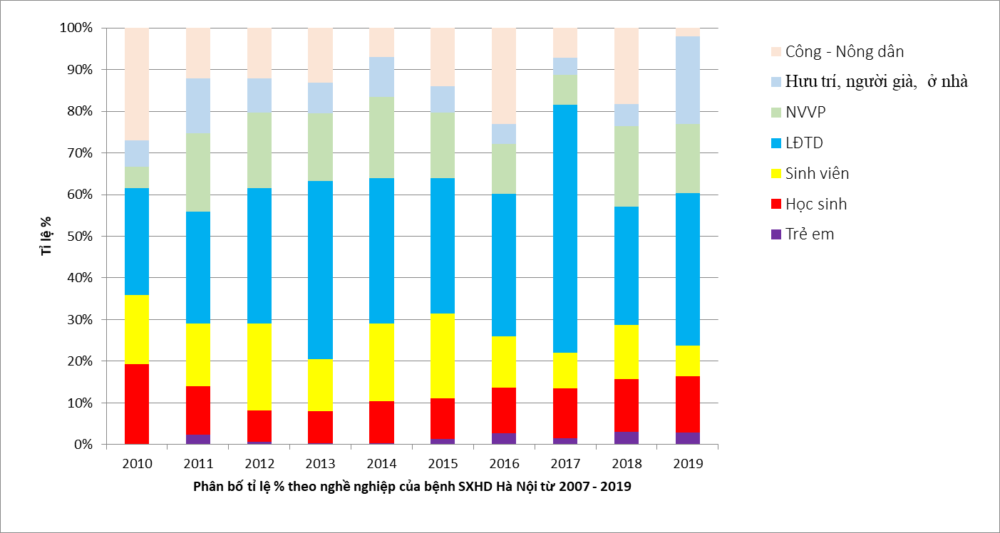 100%
90%
80%
70%
60%
50%
40%
30%
20%
10%
0%
Tỉ lệ %
2010 2011 2012 2013 2014 2015 2016 2017 2018 2019
Phân bố tỉ lệ % theo nghề nghiệp của bệnh SXHD Hà Nội từ 2007 - 2019
Công - Nông dân
Hưu trí, người già, ở nhà
NVVP
LĐTD
Sinh viên
Học sinh
Trẻ em